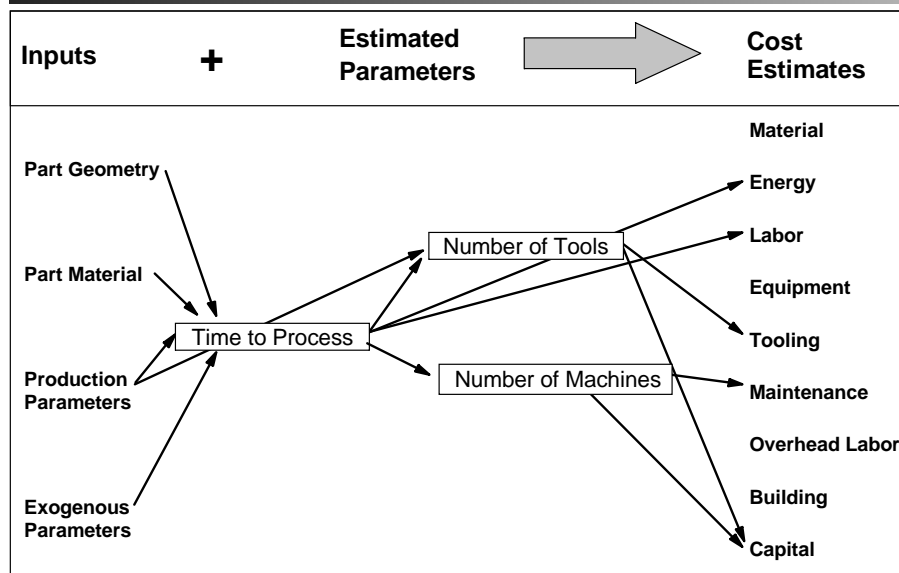 Inputs
+
Estimated
Parameters
Cost
Estimates
Part Geometry
Part Material
Production
Parameters
Exogenous
Parameters
Time to Process
Number of Tools
Number of Machines
Material
Energy
Labor
Equipment
Tooling
Maintenance
Overhead Labor
Building
Capital